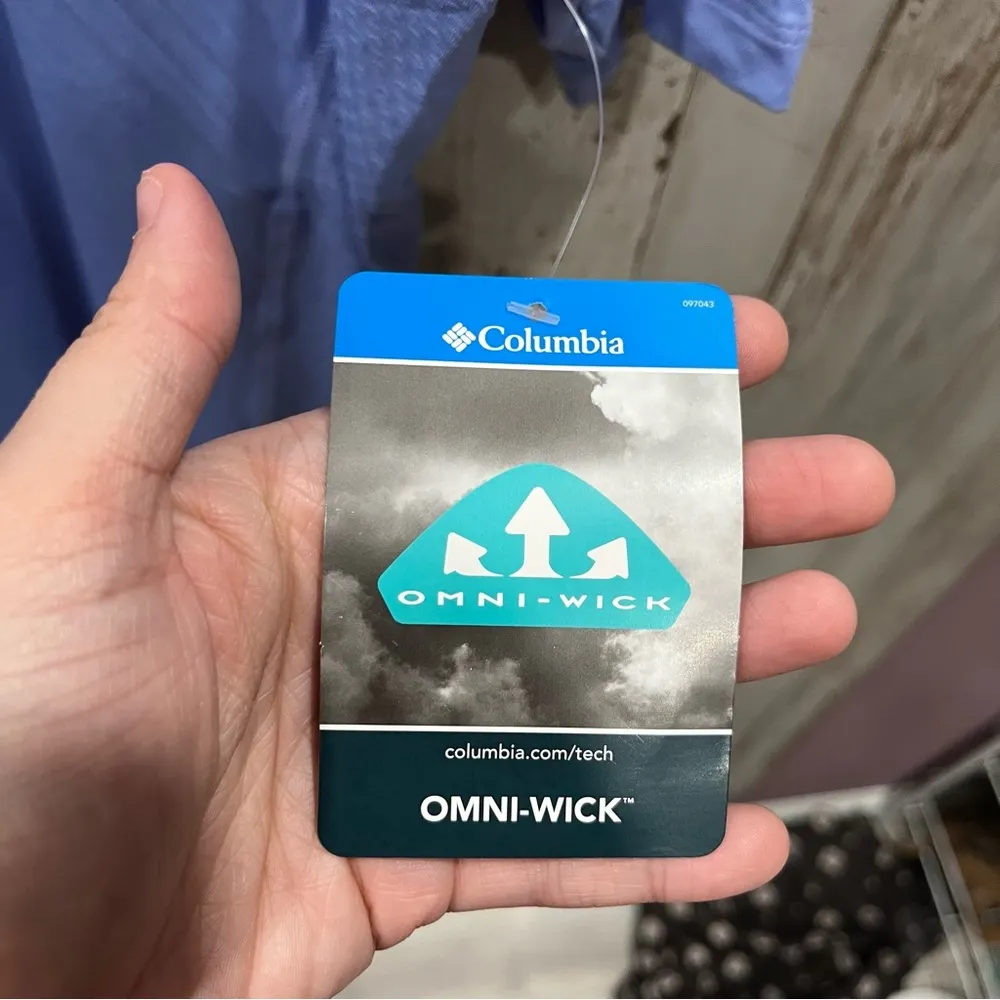 097043
Columbia
OMNI-WICK
columbia.com/tech
OMNI-WICK™